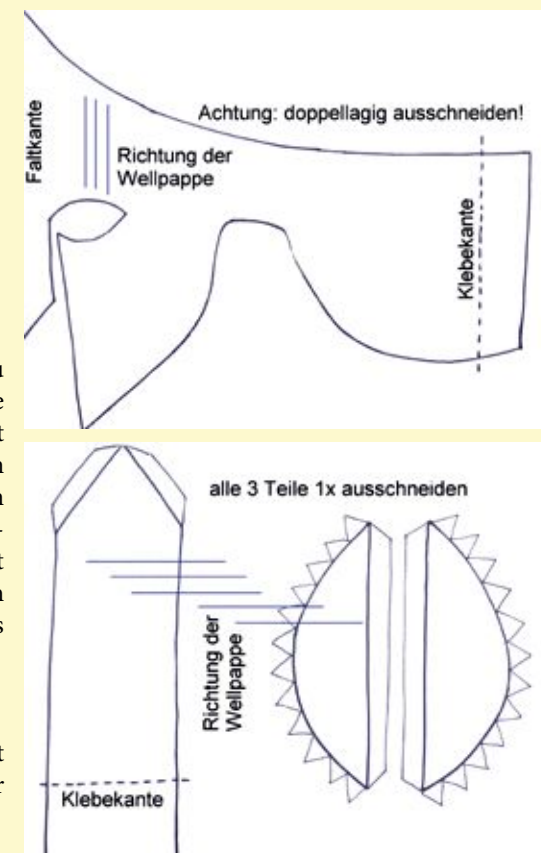 Faltkante
Achtung: doppellagig ausschneiden!
Richtung der
Wellpappe
Klebekante
alle 3 Teile 1x ausschneiden
Richtung der
Wellpappe
Klebekante